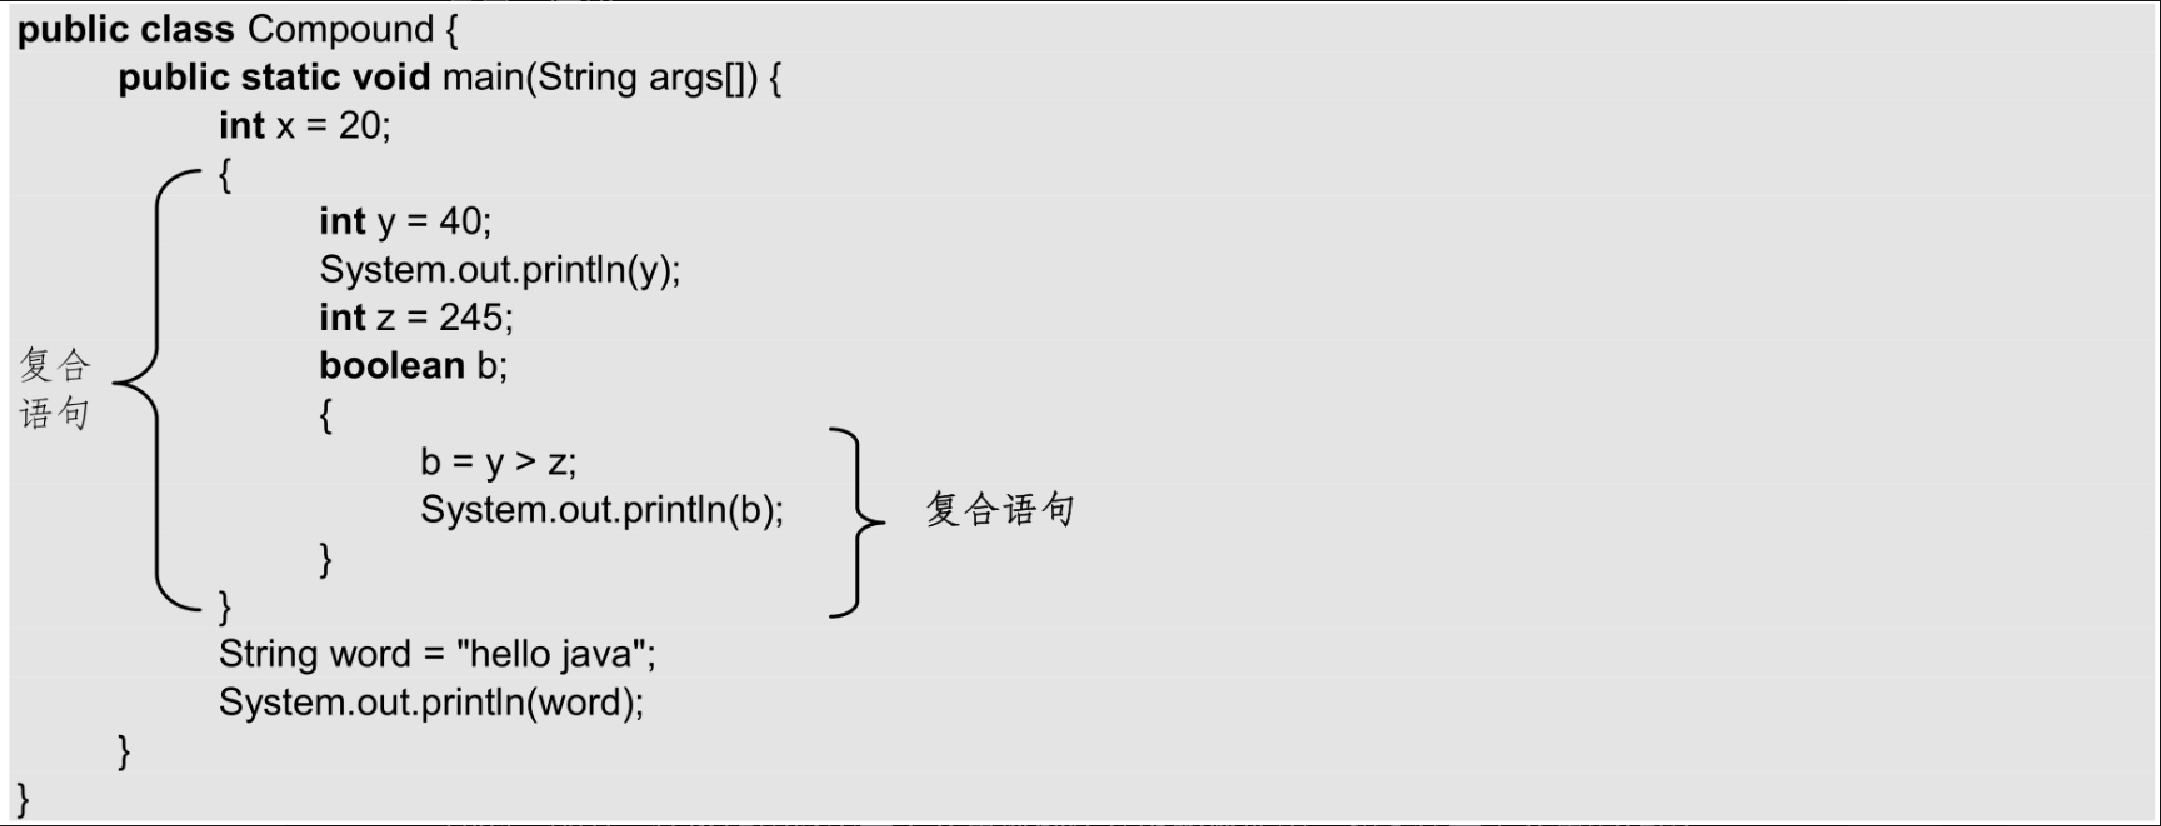 public class Compound {
public static void main(String args[]) {
int x = 20;
{
int y = 40;
System.out.println(y);
int z = 245;
boolean b;
{
b = y > z;
System.out.println(b);
}
}
String word = "hello java";
System.out.println(word);
}
}
复合
语句
复合语句